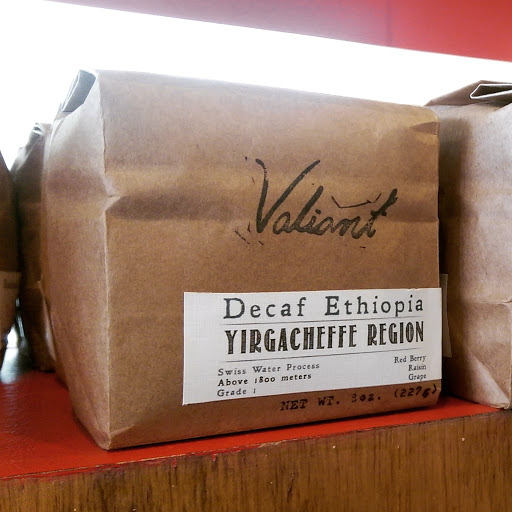 Valiant
Decaf Ethiopia
YIRGACHEFFE REGION
Swiss Water Process
Above 1800 meters
Grade 1
Red Berry
Raisin
Grape
NET WT. 8oz. (227g)